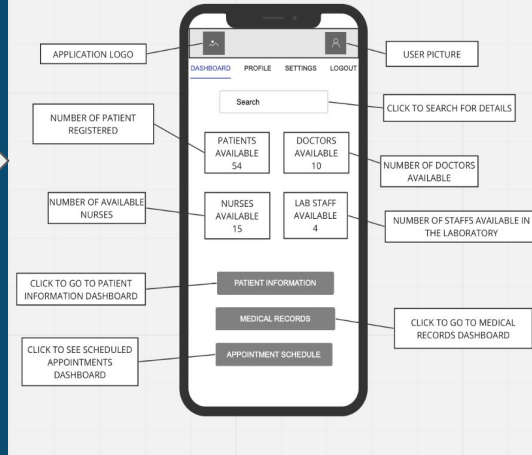 APPLICATION LOGO
USER PICTURE
DASHBOARD PROFILE SETTINGS LOGOUT
Search
CLICK TO SEARCH FOR DETAILS
NUMBER OF PATIENT
REGISTERED
PATIENTS
AVAILABLE
54
DOCTORS
AVAILABLE
10
NUMBER OF DOCTORS
AVAILABLE
NUMBER OF AVAILABLE
NURSES
NURSES
AVAILABLE
15
LAB STAFF
AVAILABLE
4
NUMBER OF STAFFS AVAILABLE IN
THE LABORATORY
CLICK TO GO TO PATIENT
INFORMATION DASHBOARD
PATIENT INFORMATION
MEDICAL RECORDS
CLICK TO GO TO MEDICAL
RECORDS DASHBOARD
CLICK TO SEE SCHEDULED
APPOINTMENTS
DASHBOARD
APPOINTMENT SCHEDULE